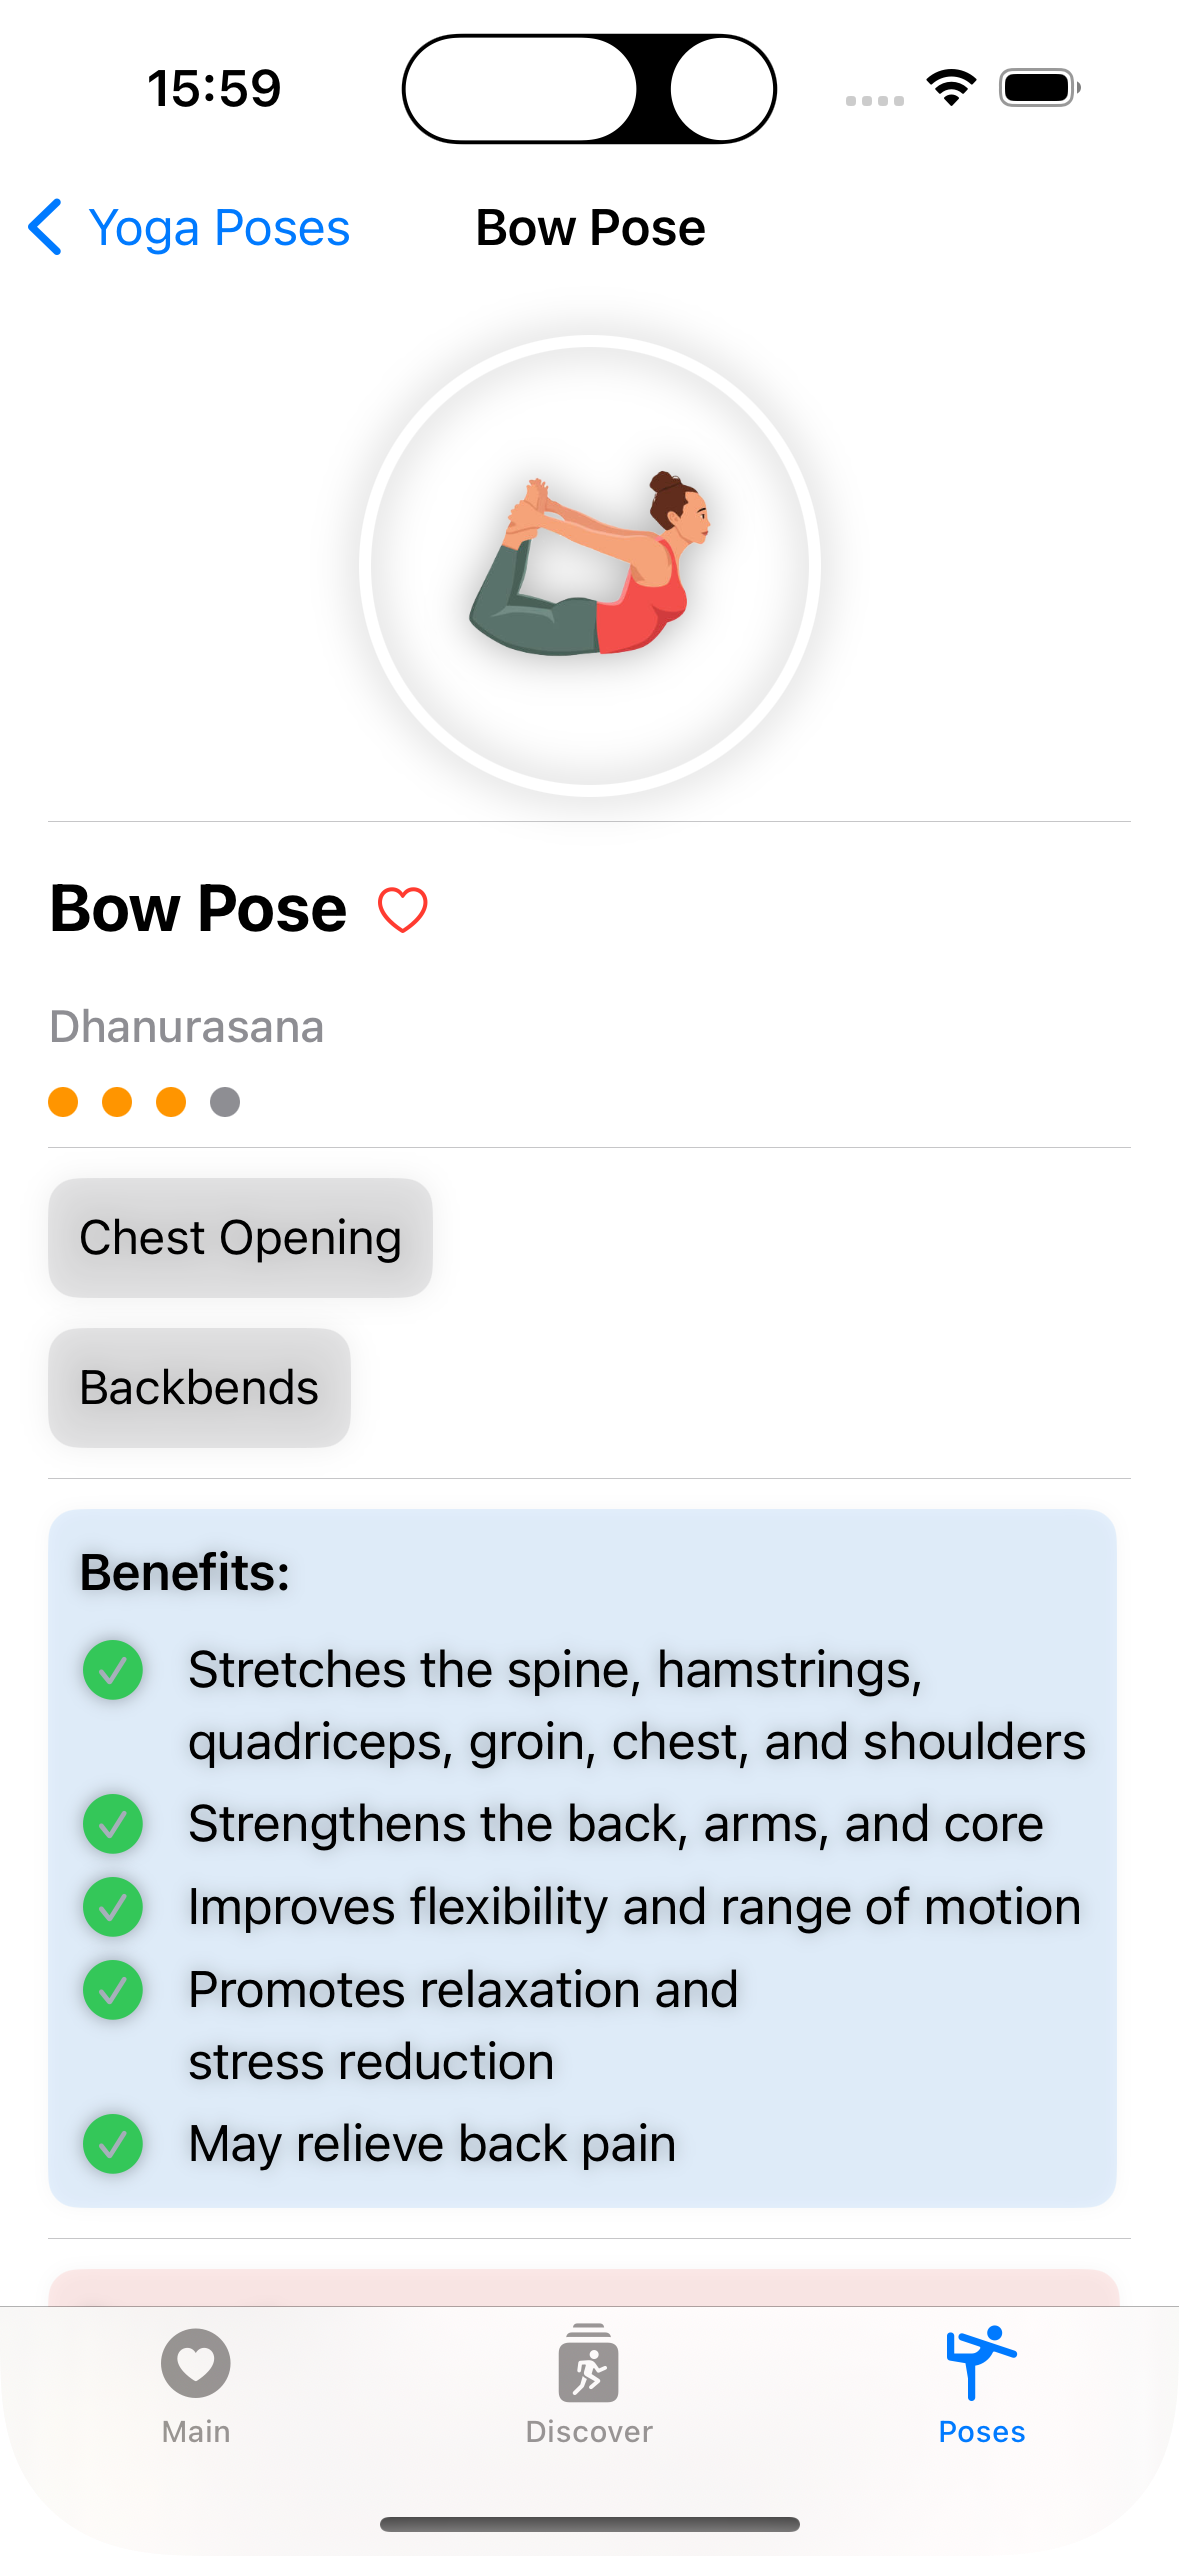 15:59
Yoga Poses
Bow Pose
Bow Pose
Dhanurasana
Chest Opening
Backbends
Benefits:
Stretches the spine, hamstrings,
quadriceps, groin, chest, and shoulders
Strengthens the back, arms, and core
Improves flexibility and range of motion
Promotes relaxation and
stress reduction
May relieve back pain
Main
Discover
Poses